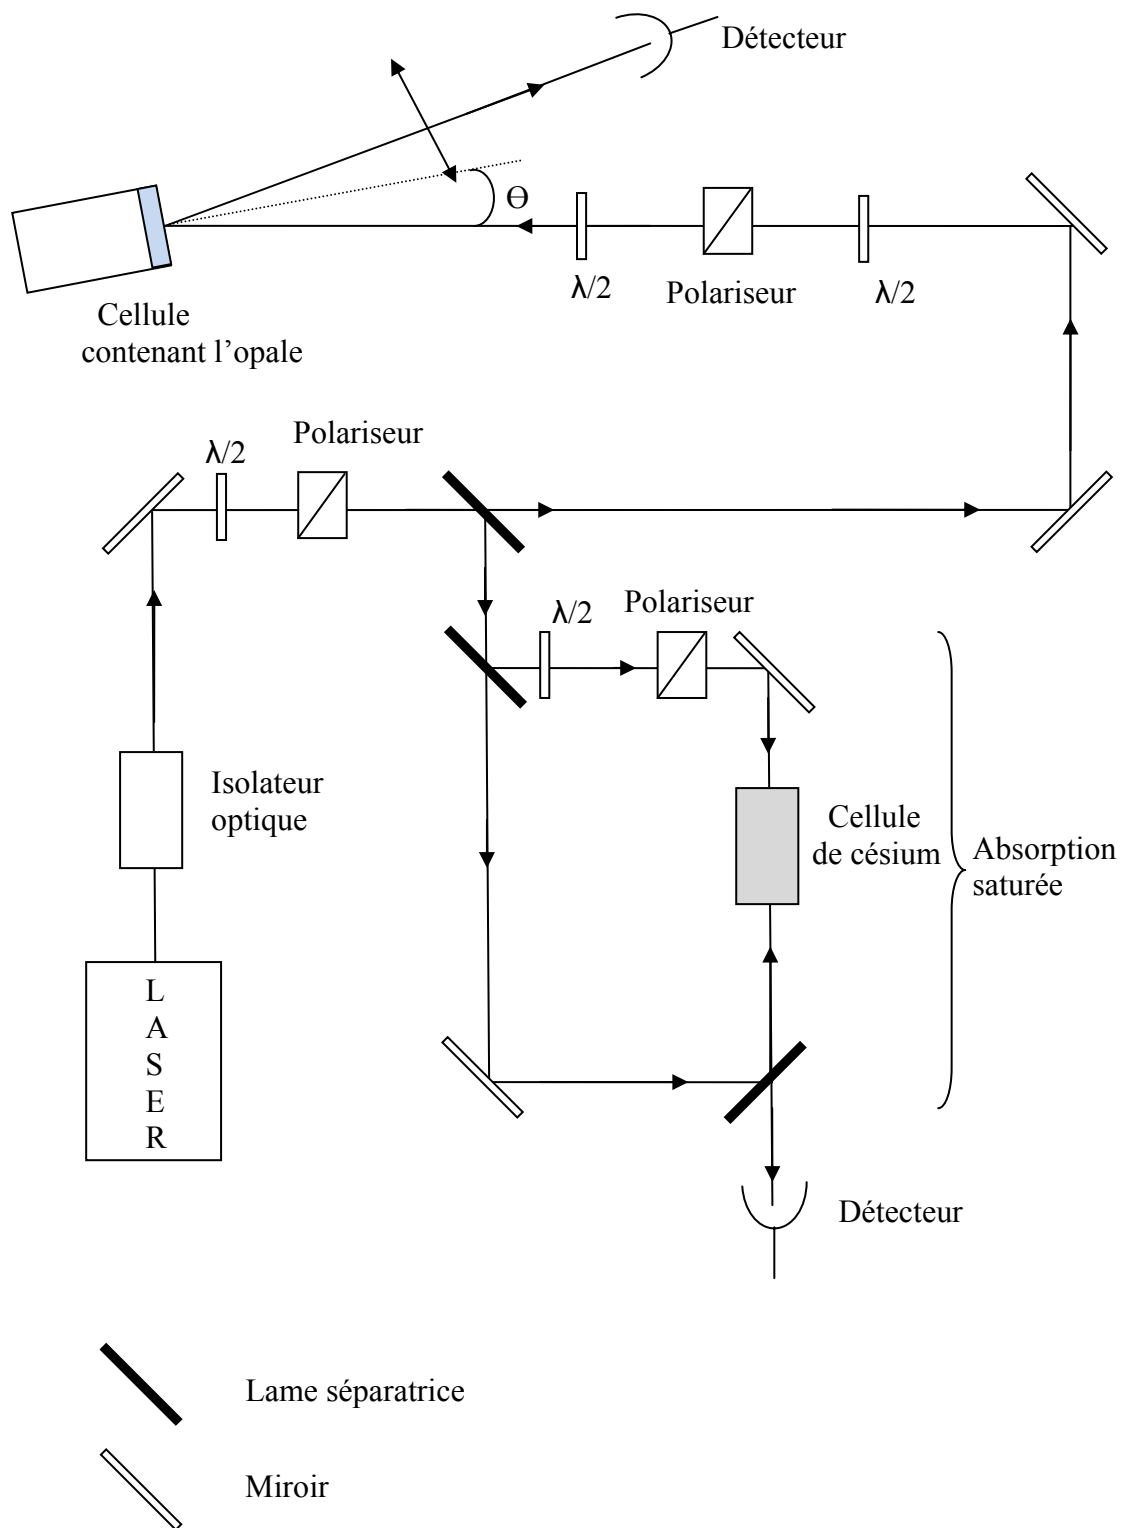 Détecteur
Θ
λ/2
Polariseur
λ/2
Cellule
contenant l'opale
Polariseur
λ/2
Polariseur
λ/2
Isolateur
optique
Cellule
de césium
Absorption
saturée
L
A
S
E
R
Détecteur
Lame séparatrice
Miroir